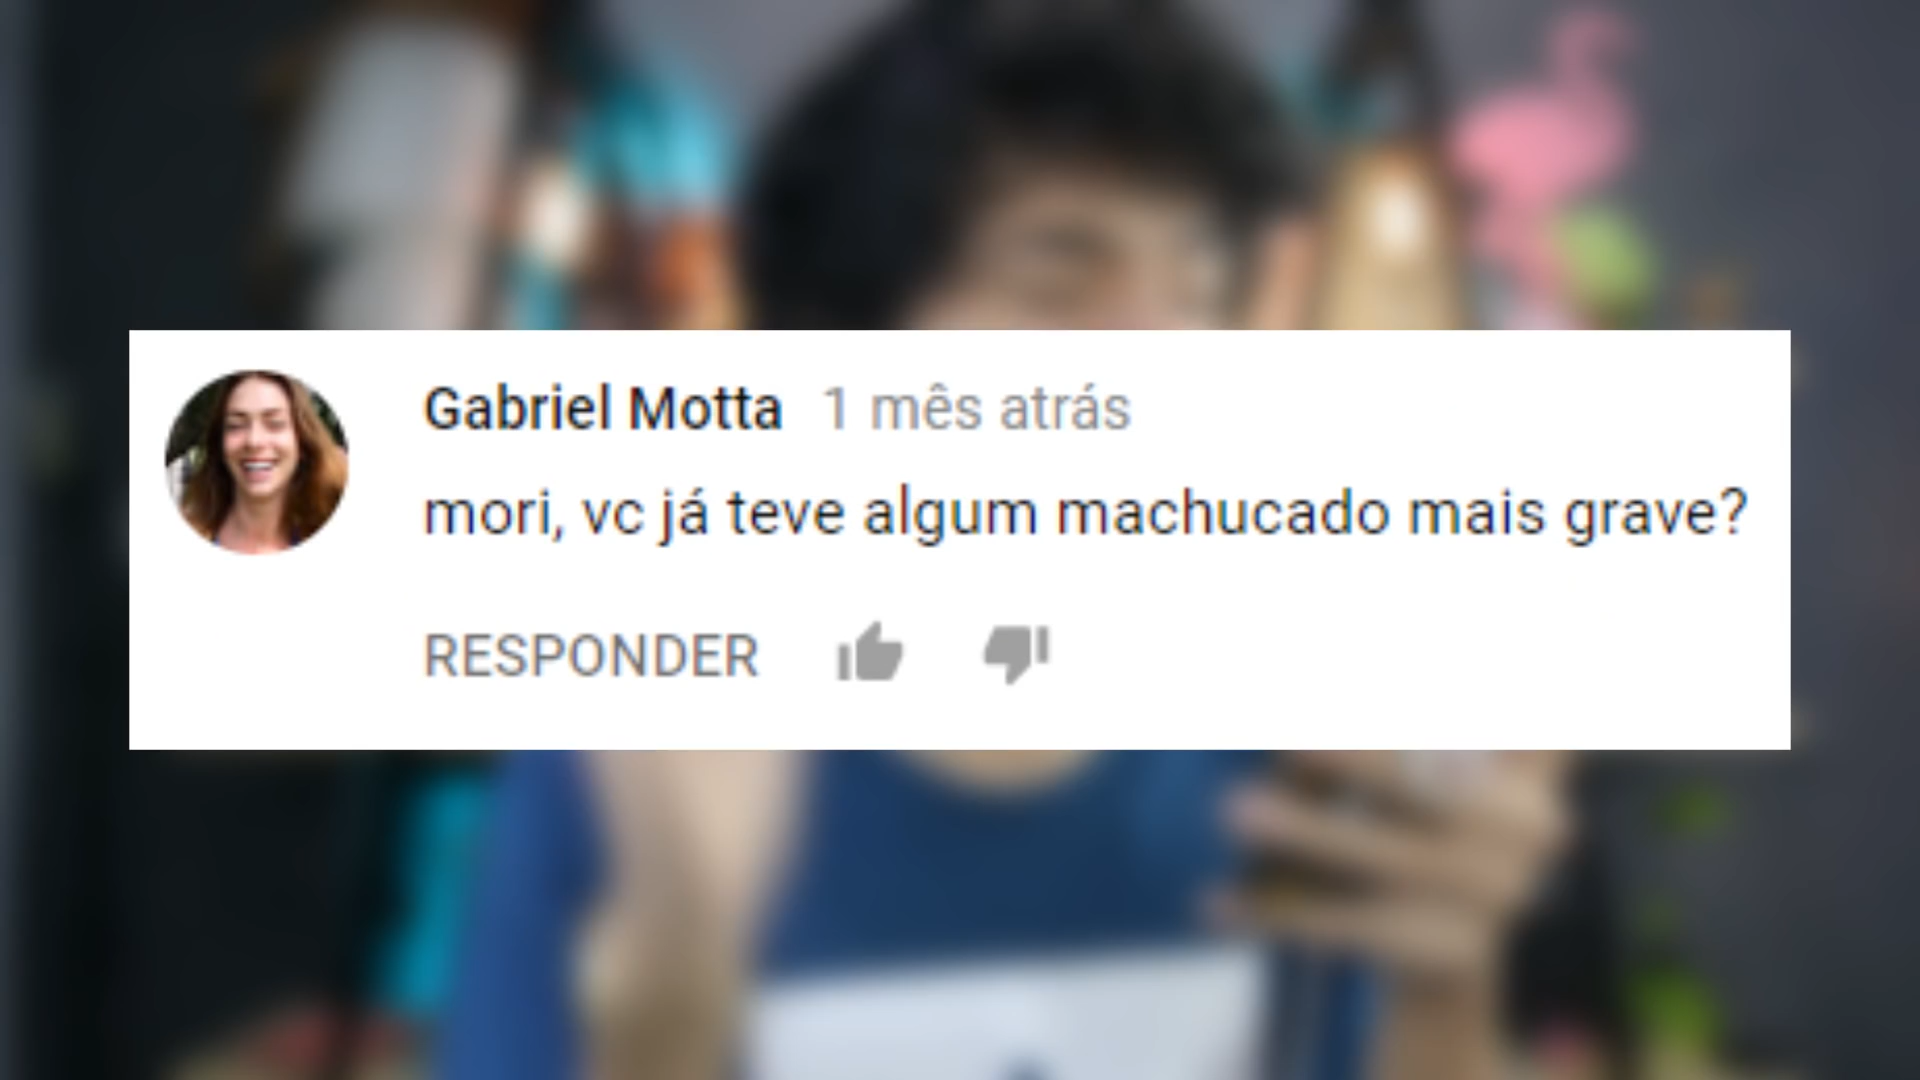 Gabriel Motta 1 mês atrás
mori, vc já teve algum machucado mais grave?
RESPONDER